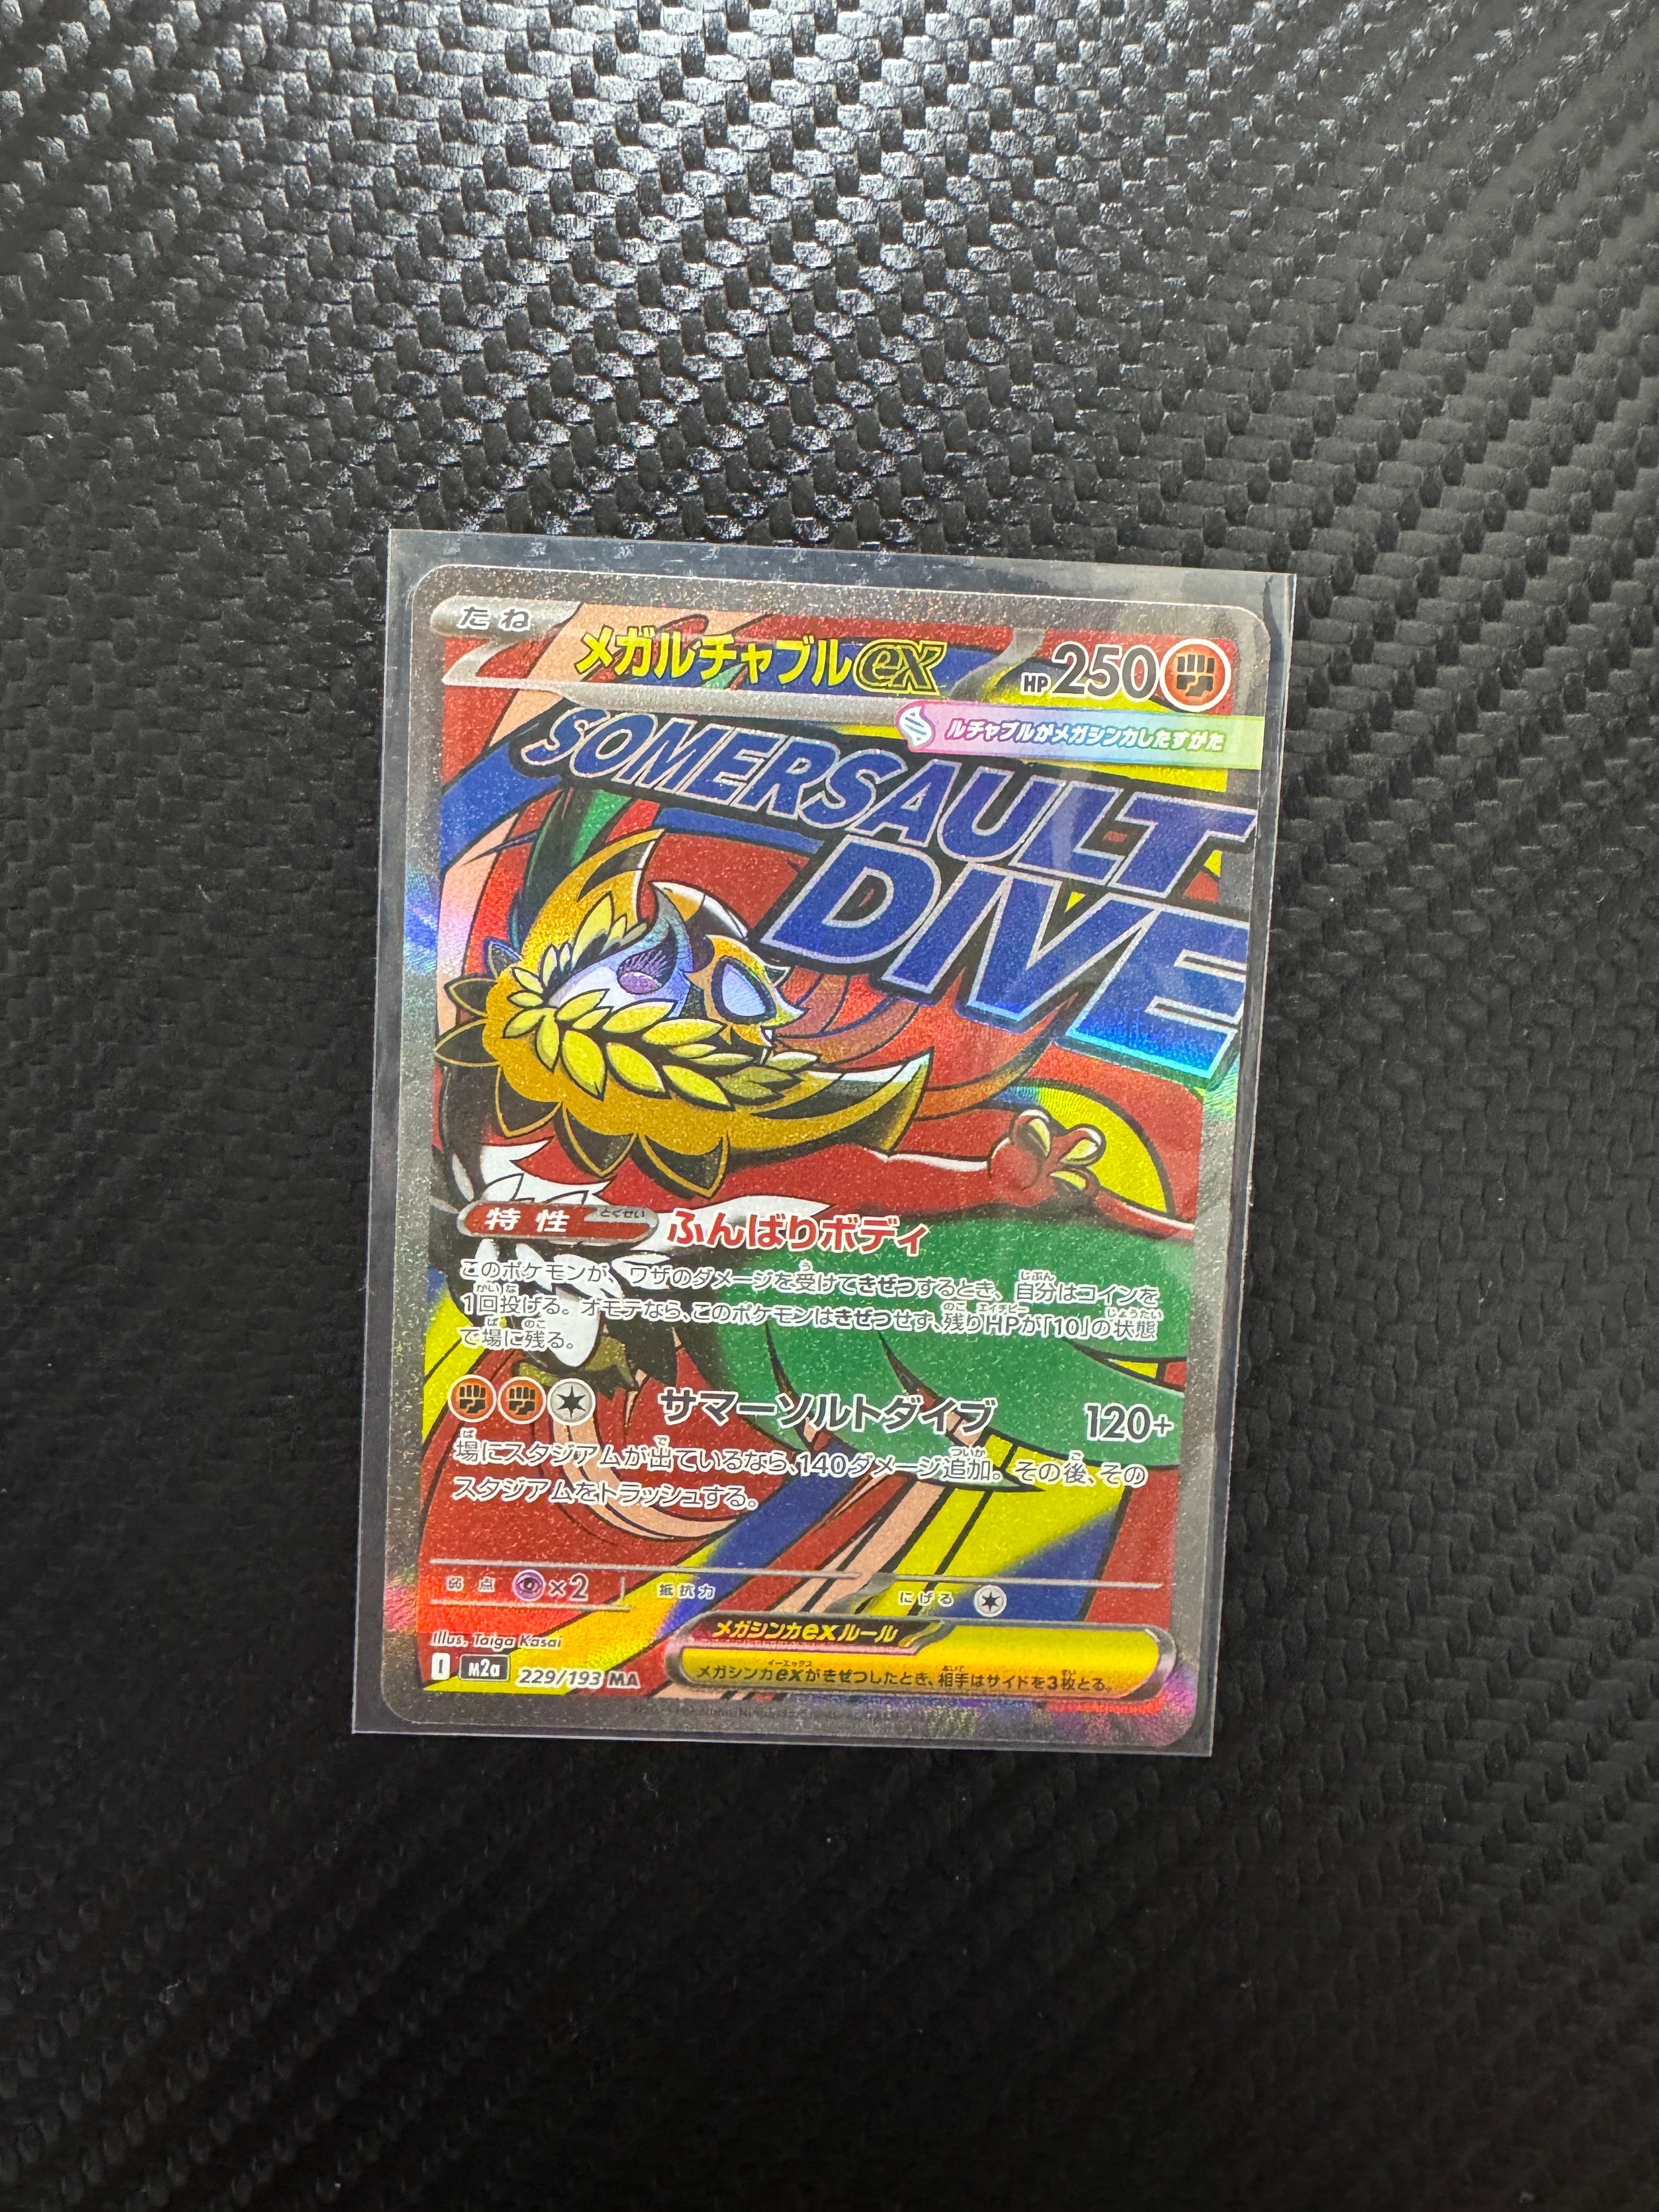 たね
メガルチャブルex
HP 250
ルチャブルがメガシンカしたすがた
SOMERSAULT
DIVE
特性 とくせい ふんばりボディ
このポケモンが、ワザのダメージを受けてきぜつするとき、自分はコインを
1回投げる。オモテなら、このポケモンはきぜつせず、残りHPが「10」の状態
で場に残る。
サマーソルトダイブ 120+
場にスタジアムが出ているなら、140ダメージ追加。その後、その
スタジアムをトラッシュする。
弱点 ×2 抵抗力 にげる
Illus. Taiga Kasai
I m2a 229/193 MA
メガシンカexルール
メガシンカexがきぜつしたとき、相手はサイドを3枚とる。